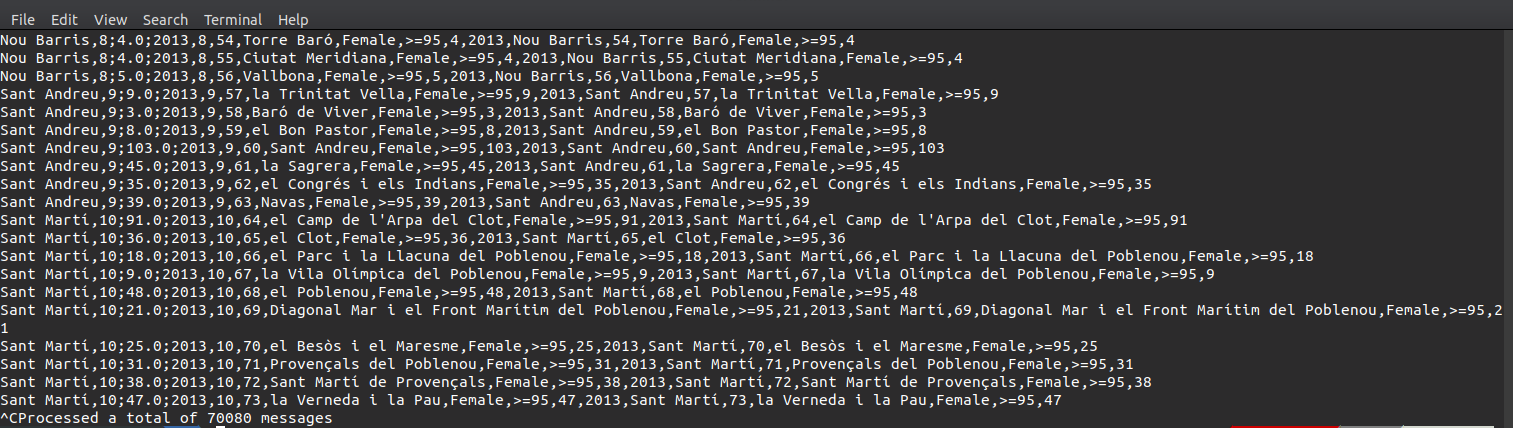 File Edit View Search Terminal Help
Nou Barris,8;4.0;2013,8,54,Torre Baró,Female,>=95,4,2013,Nou Barris,54,Torre Baró,Female,>=95,4
Nou Barris,8;4.0;2013,8,55,Ciutat Meridiana,Female,>=95,4,2013,Nou Barris,55,Ciutat Meridiana,Female,>=95,4
Nou Barris,8;5.0;2013,8,56,Vallbona,Female,>=95,5,2013,Nou Barris,56,Vallbona,Female,>=95,5
Sant Andreu,9;9.0;2013,9,57,la Trinitat Vella,Female,>=95,9,2013,Sant Andreu,57,la Trinitat Vella,Female,>=95,9
Sant Andreu,9;3.0;2013,9,58,Baró de Viver,Female,>=95,3,2013,Sant Andreu,58,Baró de Viver,Female,>=95,3
Sant Andreu,9;8.0;2013,9,59,el Bon Pastor,Female,>=95,8,2013,Sant Andreu,59,el Bon Pastor,Female,>=95,8
Sant Andreu,9;103.0;2013,9,60,Sant Andreu,Female,>=95,103,2013,Sant Andreu,60,Sant Andreu,Female,>=95,103
Sant Andreu,9;45.0;2013,9,61,la Sagrera,Female,>=95,45,2013,Sant Andreu,61,la Sagrera,Female,>=95,45
Sant Andreu,9;35.0;2013,9,62,el Congrés i els Indians,Female,>=95,35,2013,Sant Andreu,62,el Congrés i els Indians,Female,>=95,35
Sant Andreu,9;39.0;2013,9,63,Navas,Female,>=95,39,2013,Sant Andreu,63,Navas,Female,>=95,39
Sant Martí,10;91.0;2013,10,64,el Camp de l'Arpa del Clot,Female,>=95,91,2013,Sant Martí,64,el Camp de l'Arpa del Clot,Female,>=95,91
Sant Martí,10;36.0;2013,10,65,el Clot,Female,>=95,36,2013,Sant Martí,65,el Clot,Female,>=95,36
Sant Martí,10;18.0;2013,10,66,el Parc i la Llacuna del Poblenou,Female,>=95,18,2013,Sant Martí,66,el Parc i la Llacuna del Poblenou,Female,>=95,18
Sant Martí,10;9.0;2013,10,67,la Vila Olímpica del Poblenou,Female,>=95,9,2013,Sant Martí,67,la Vila Olímpica del Poblenou,Female,>=95,9
Sant Martí,10;48.0;2013,10,68,el Poblenou,Female,>=95,48,2013,Sant Martí,68,el Poblenou,Female,>=95,48
Sant Martí,10;21.0;2013,10,69,Diagonal Mar i el Front Marítim del Poblenou,Female,>=95,21,2013,Sant Martí,69,Diagonal Mar i el Front Marítim del Poblenou,Female,>=95,2
1
Sant Martí,10;25.0;2013,10,70,el Besòs i el Maresme,Female,>=95,25,2013,Sant Martí,70,el Besòs i el Maresme,Female,>=95,25
Sant Martí,10;31.0;2013,10,71,Provençals del Poblenou,Female,>=95,31,2013,Sant Martí,71,Provençals del Poblenou,Female,>=95,31
Sant Martí,10;38.0;2013,10,72,Sant Martí de Provençals,Female,>=95,38,2013,Sant Martí,72,Sant Martí de Provençals,Female,>=95,38
Sant Martí,10;47.0;2013,10,73,la Verneda i la Pau,Female,>=95,47,2013,Sant Martí,73,la Verneda i la Pau,Female,>=95,47
^CProcessed a total of 70080 messages